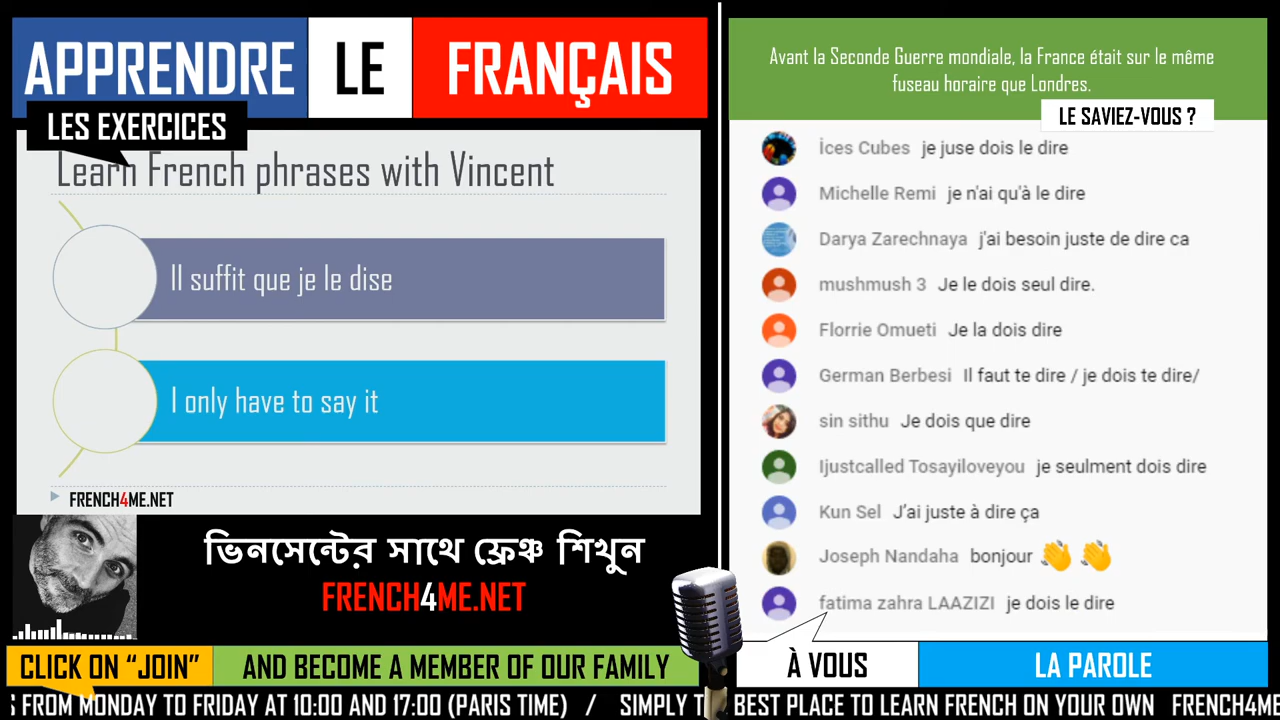 APPRENDRE LE FRANÇAIS
LES EXERCICES
Learn French phrases with Vincent
Il suffit que je le dise
I only have to say it
FRENCH4ME.NET
ভিনসেন্টের সাথে ফ্রেঞ্চ শিখুন
FRENCH4ME.NET
CLICK ON “JOIN” AND BECOME A MEMBER OF OUR FAMILY
Avant la Seconde Guerre mondiale, la France était sur le même
fuseau horaire que Londres.
LE SAVIEZ-VOUS ?
İces Cubes je juse dois le dire
Michelle Remi je n'ai qu'à le dire
Darya Zarechnaya j'ai besoin juste de dire ca
mushmush 3 Je le dois seul dire.
Florrie Omueti Je la dois dire
German Berbesi Il faut te dire / je dois te dire/
sin sithu Je dois que dire
Ijustcalled Tosayiloveyou je seulment dois dire
Kun Sel J’ai juste à dire ça
Joseph Nandaha bonjour 👏 👏
fatima zahra LAAZIZI je dois le dire
À VOUS LA PAROLE
FROM MONDAY TO FRIDAY AT 10:00 AND 17:00 (PARIS TIME) / SIMPLY BEST PLACE TO LEARN FRENCH ON YOUR OWN FRENCH4ME